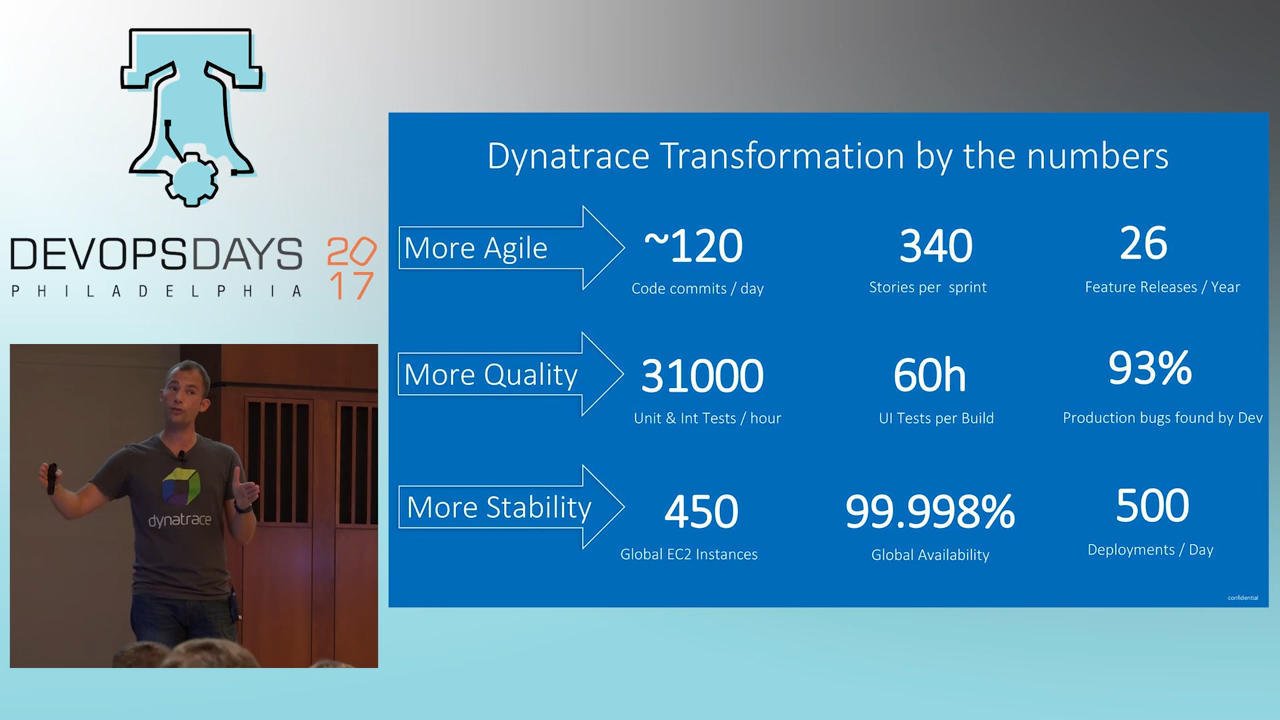 DEVOPSDAYS 2017
PHILADELPHIA
dynatrace
Dynatrace Transformation by the numbers
More Agile
~120
Code commits / day
340
Stories per sprint
26
Feature Releases / Year
More Quality
31000
Unit & Int Tests / hour
60h
UI Tests per Build
93%
Production bugs found by Dev
More Stability
450
Global EC2 Instances
99.998%
Global Availability
500
Deployments / Day
confidential